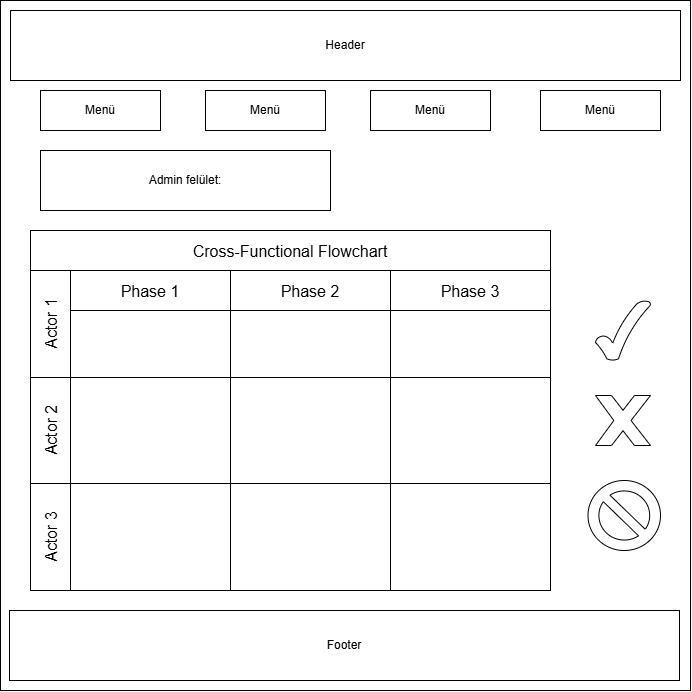 Header
Menü
Menü
Menü
Menü
Admin felület:
Cross-Functional Flowchart
Phase 1
Phase 2
Phase 3
Actor 1
Actor 2
Actor 3
Footer